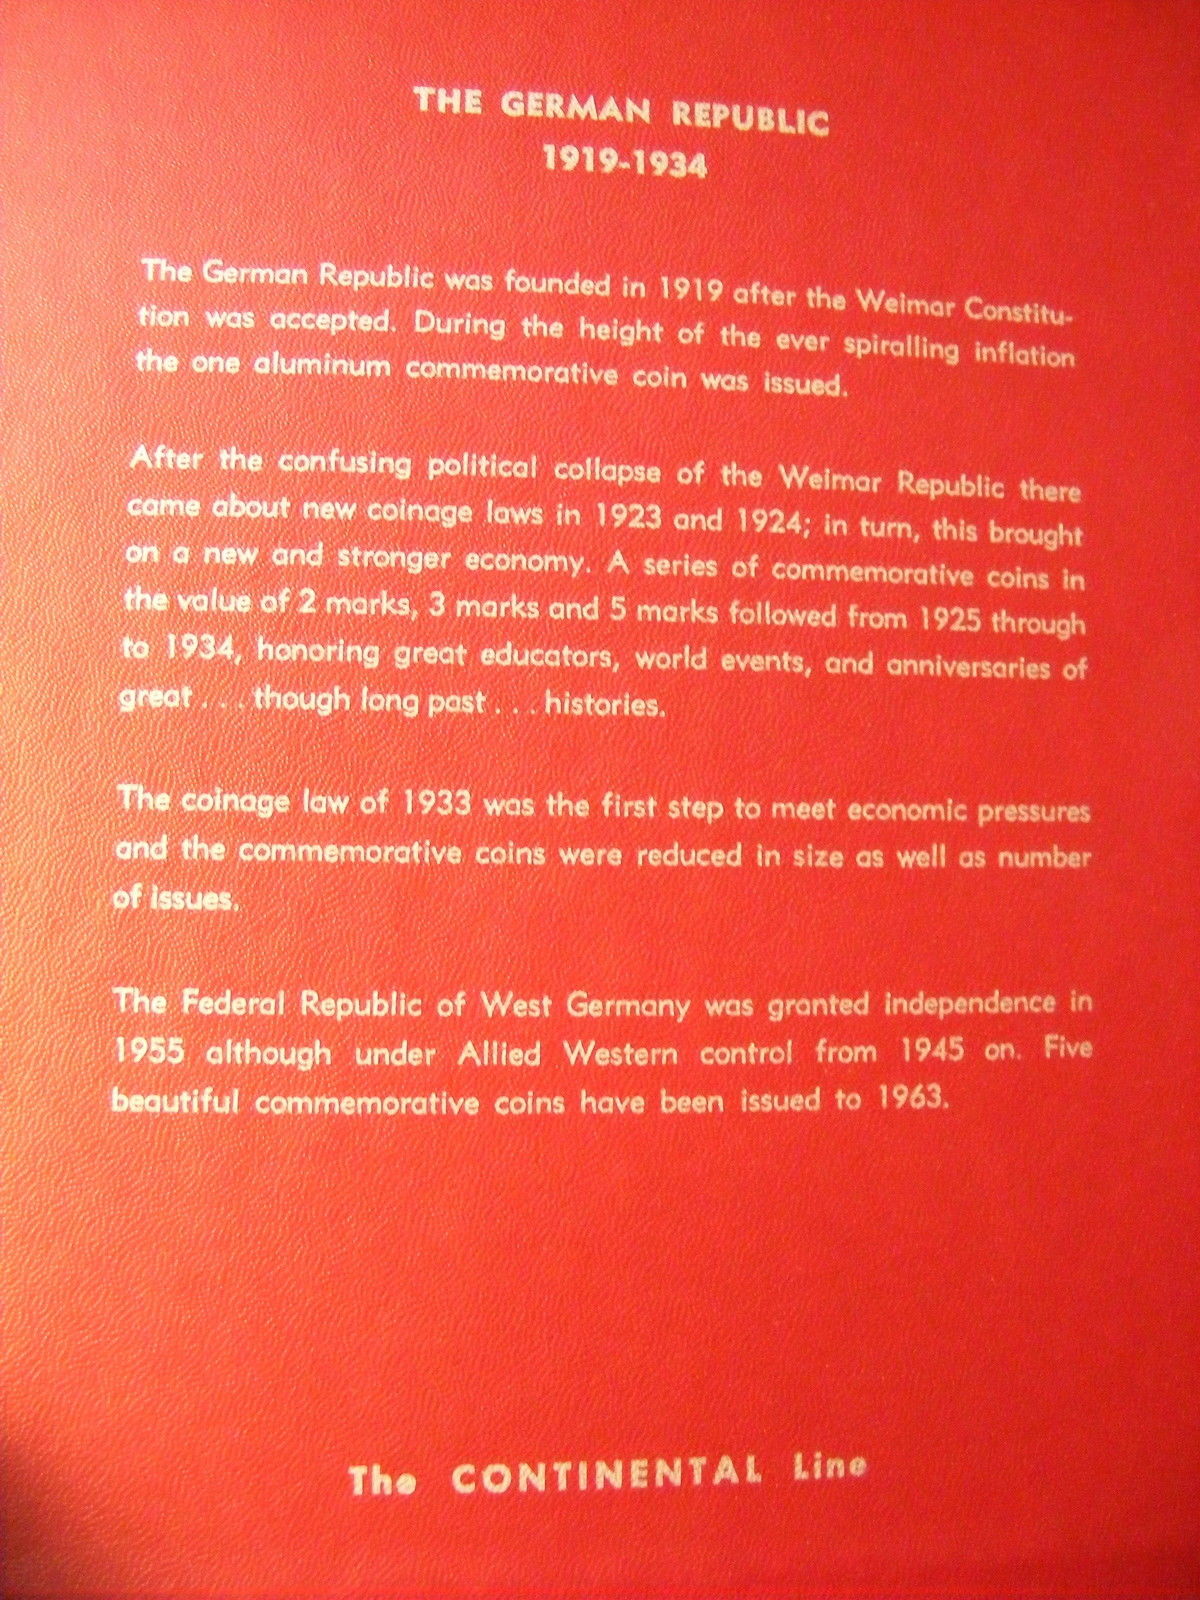 THE GERMAN REPUBLIC
1919-1934
The German Republic was founded in 1919 after the Weimar Constitu-
tion was accepted. During the height of the ever spiralling inflation
the one aluminum commemorative coin was issued.
After the confusing political collapse of the Weimar Republic there
came about new coinage laws in 1923 and 1924; in turn, this brought
on a new and stronger economy. A series of commemorative coins in
the value of 2 marks, 3 marks and 5 marks followed from 1925 through
to 1934, honoring great educators, world events, and anniversaries of
great . . . though long past . . . histories.
The coinage law of 1933 was the first step to meet economic pressures
and the commemorative coins were reduced in size as well as number
of issues.
The Federal Republic of West Germany was granted independence in
1955 although under Allied Western control from 1945 on. Five
beautiful commemorative coins have been issued to 1963.
The CONTINENTAL Line